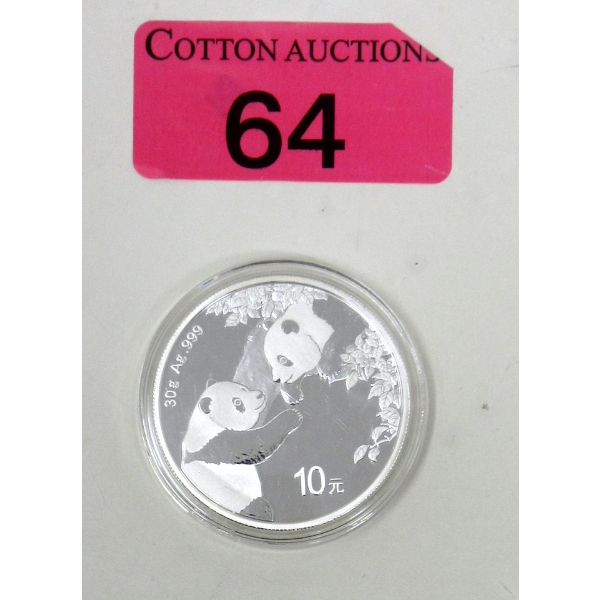 COTTON AUCTIONS
64
30g Ag.999
10元